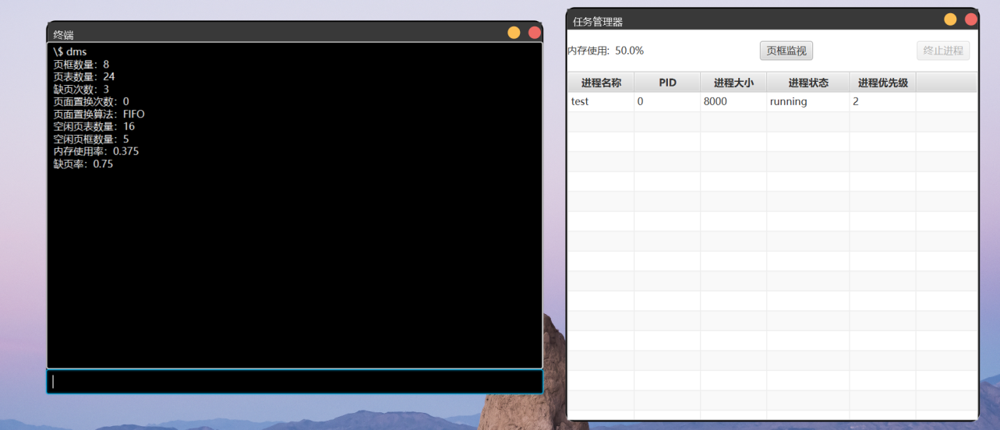 终端
\$ dms
页框数量：8
页表数量：24
缺页次数：3
页面置换次数：0
页面置换算法：FIFO
空闲页表数量：16
空闲页框数量：5
内存使用率：0.375
缺页率：0.75
任务管理器
内存使用: 50.0% 页框监视 终止进程
进程名称 PID 进程大小 进程状态 进程优先级
test 0 8000 running 2